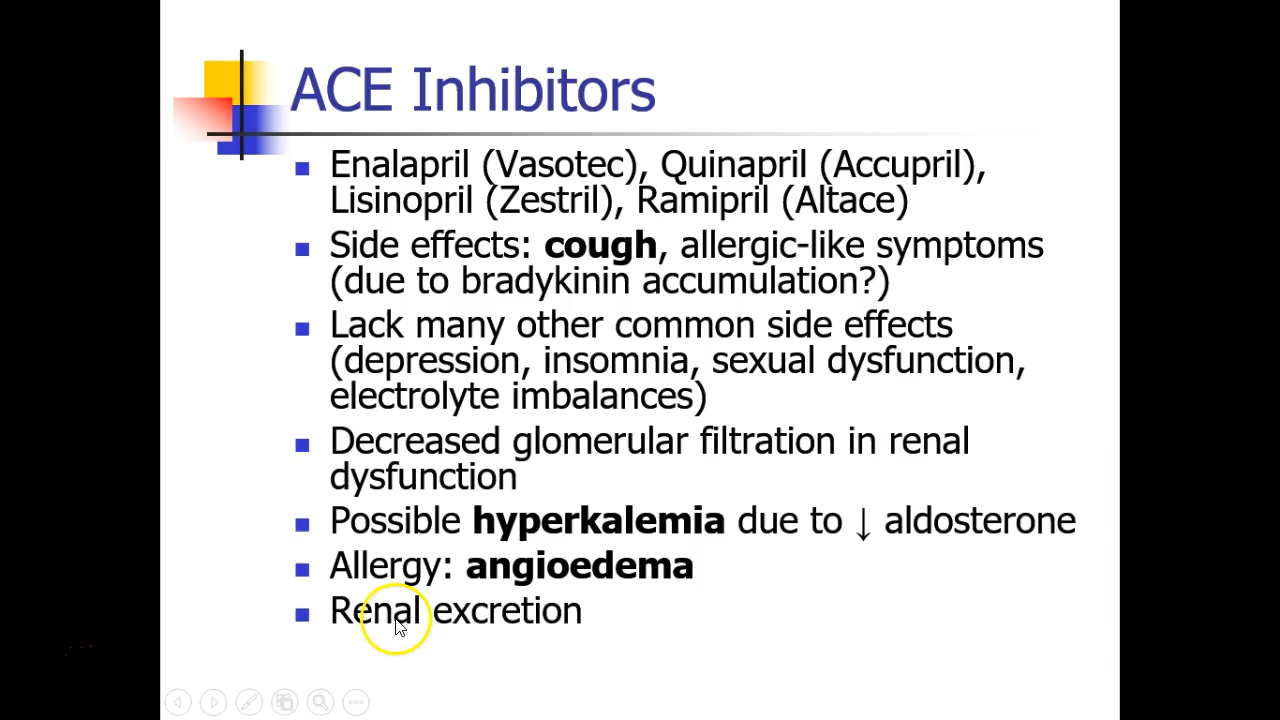 ACE Inhibitors
Enalapril (Vasotec), Quinapril (Accupril),
Lisinopril (Zestril), Ramipril (Altace)
Side effects: cough, allergic-like symptoms
(due to bradykinin accumulation?)
Lack many other common side effects
(depression, insomnia, sexual dysfunction,
electrolyte imbalances)
Decreased glomerular filtration in renal
dysfunction
Possible hyperkalemia due to ↓ aldosterone
Allergy: angioedema
Renal excretion